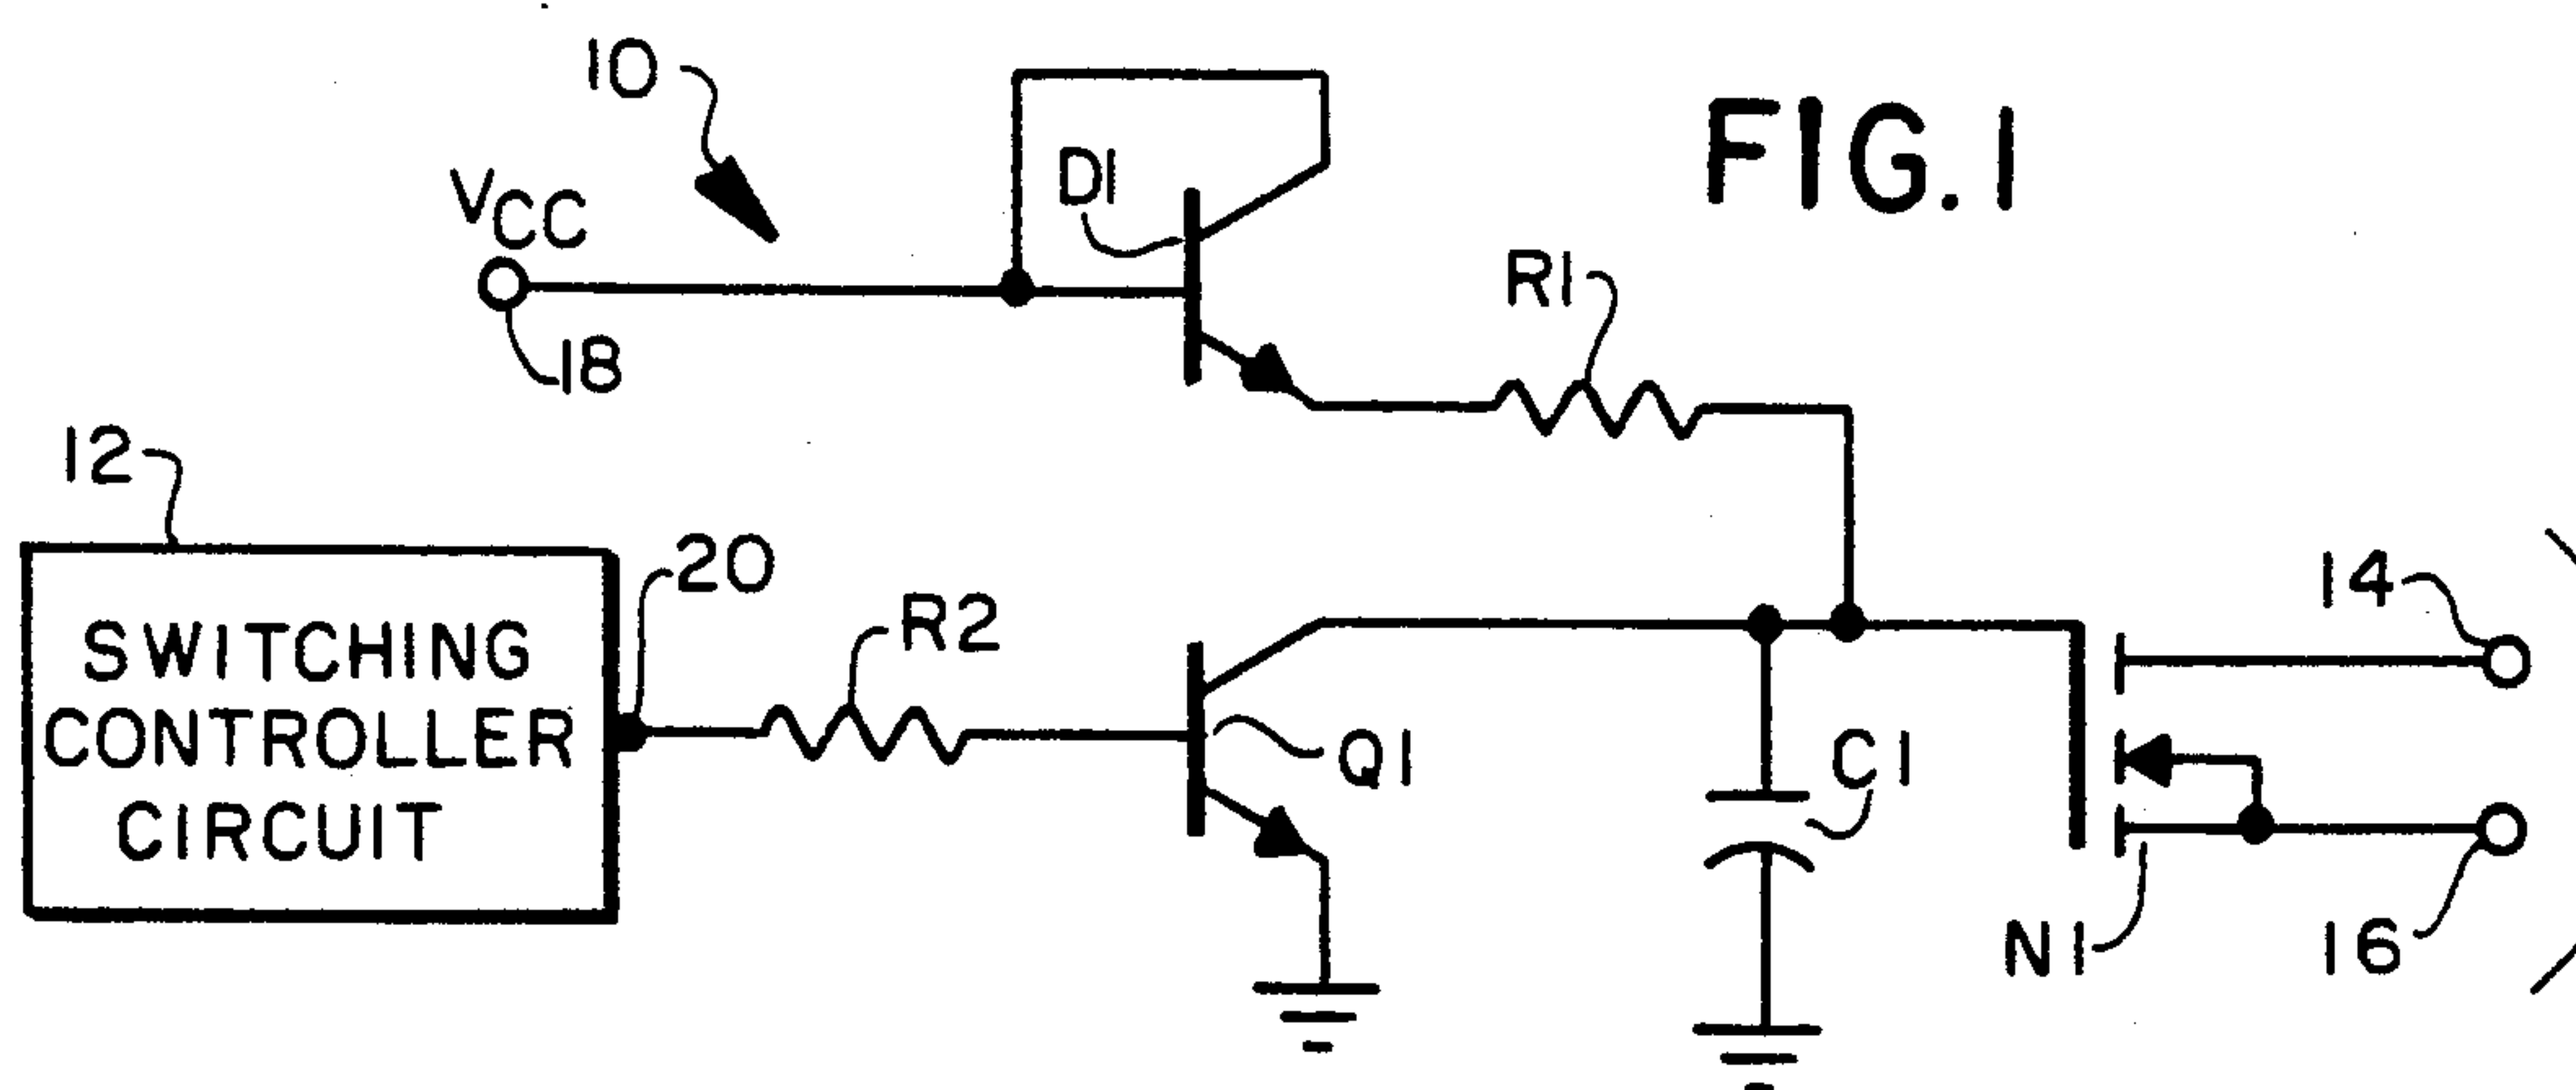 10
FIG. 1
D1
VCC
R1
18
12
20
14
R2
SWITCHING
CONTROLLER
CIRCUIT
Q1
C1
N1
16